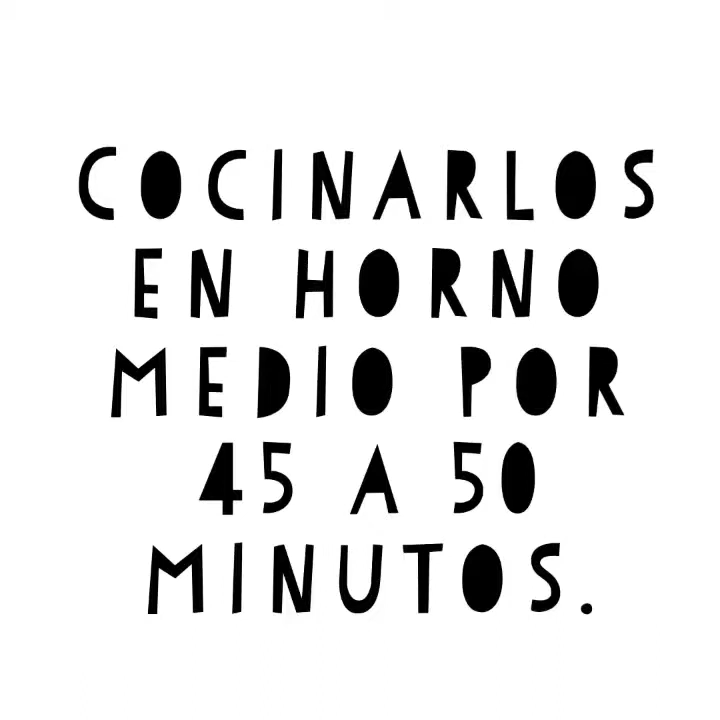 COCINARLOS
EN HORNO
MEDIO POR
45 A 50
MINUTOS.